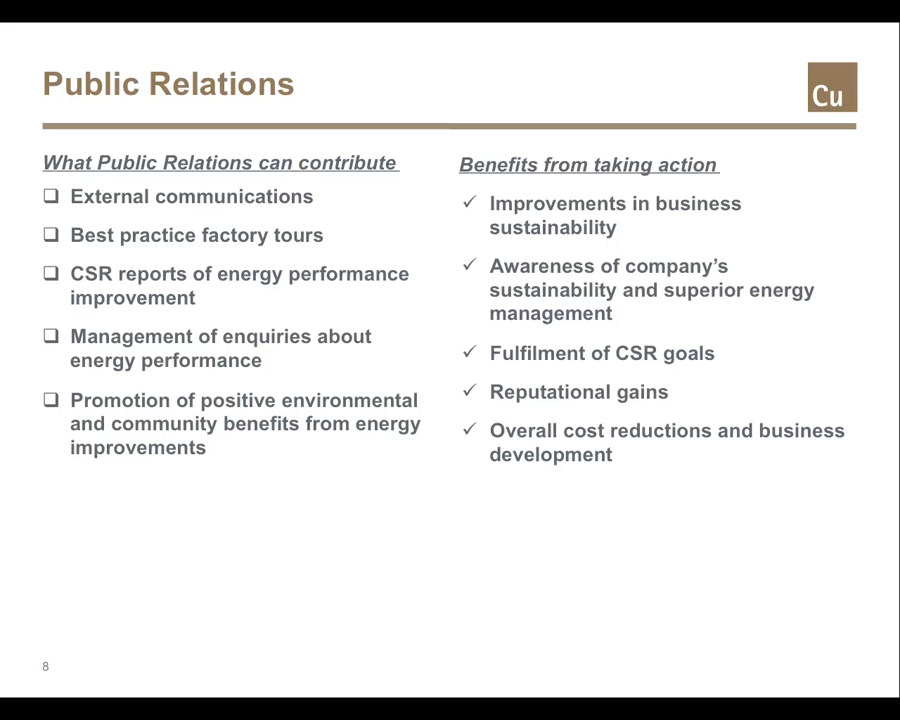 Public Relations
Cu
What Public Relations can contribute
❑ External communications
❑ Best practice factory tours
❑ CSR reports of energy performance
improvement
❑ Management of enquiries about
energy performance
❑ Promotion of positive environmental
and community benefits from energy
improvements
Benefits from taking action
✓ Improvements in business
sustainability
✓ Awareness of company’s
sustainability and superior energy
management
✓ Fulfilment of CSR goals
✓ Reputational gains
✓ Overall cost reductions and business
development
8